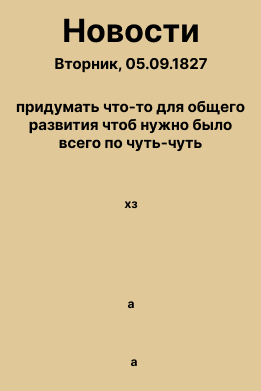 Новости
Вторник, 05.09.1827
придумать что-то для общего
развития чтоб нужно было
всего по чуть-чуть
хз
а
а